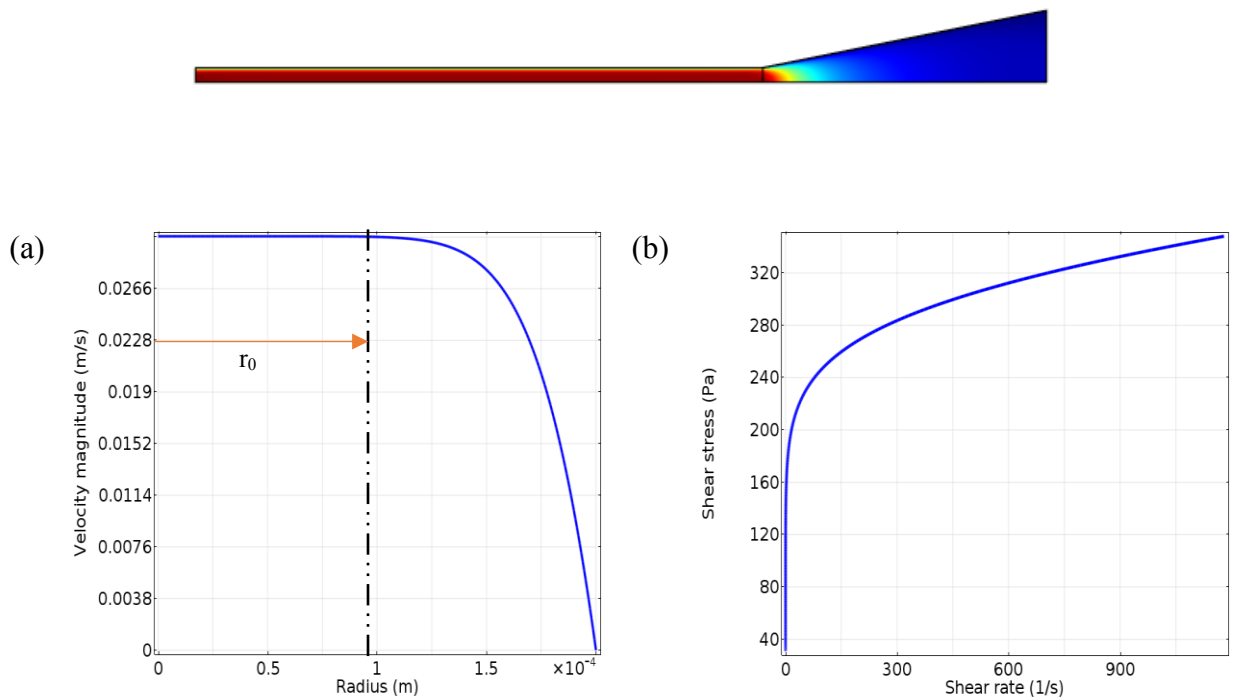 (a)
Velocity magnitude (m/s)
0.0266
0.0228
0.019
0.0152
0.0114
0.0076
0.0038
0
r0
0 0.5 1 1.5 ×10⁻⁴
Radius (m)
(b)
Shear stress (Pa)
320
280
240
200
160
120
80
40
0 300 600 900
Shear rate (1/s)